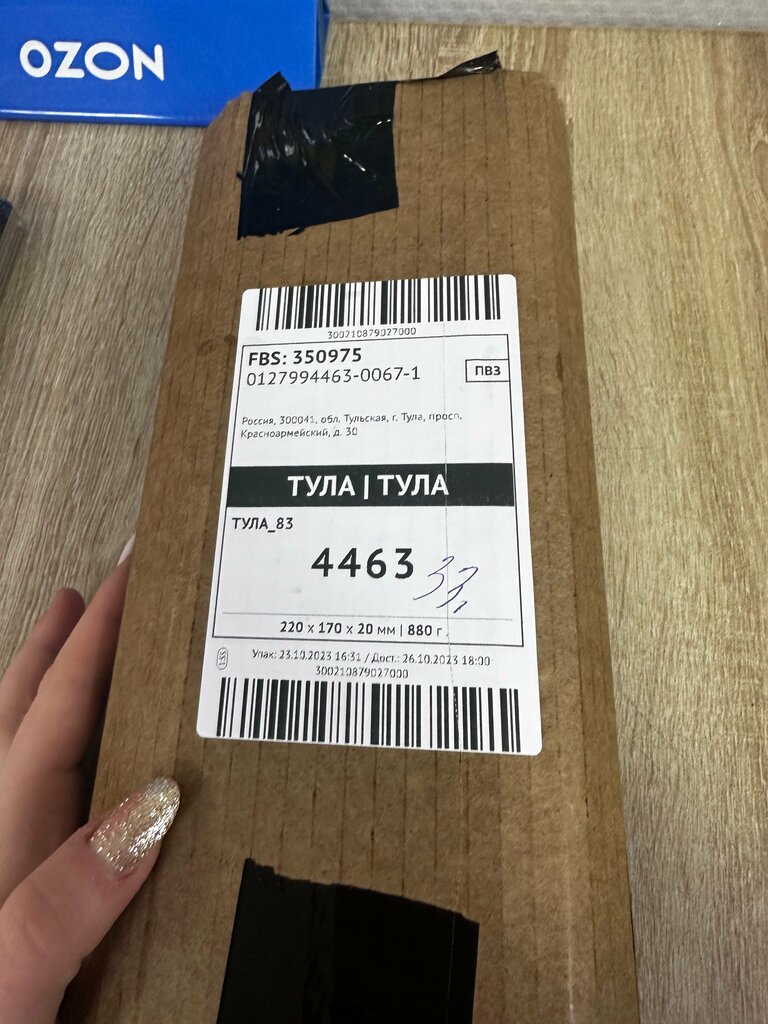 OZON
300210879027000
FBS: 350975
0127994463-0067-1
ПВЗ
Россия, 300041, обл. Тульская, г. Тула, просп.
Красноармейский, д. 30
ТУЛА | ТУЛА
ТУЛА_83
4463
33,
220 x 170 x 20 мм | 880 г.
135
Упак: 23.10.2023 16:31 / Дост: 26.10.2023 18:00
300210879027000